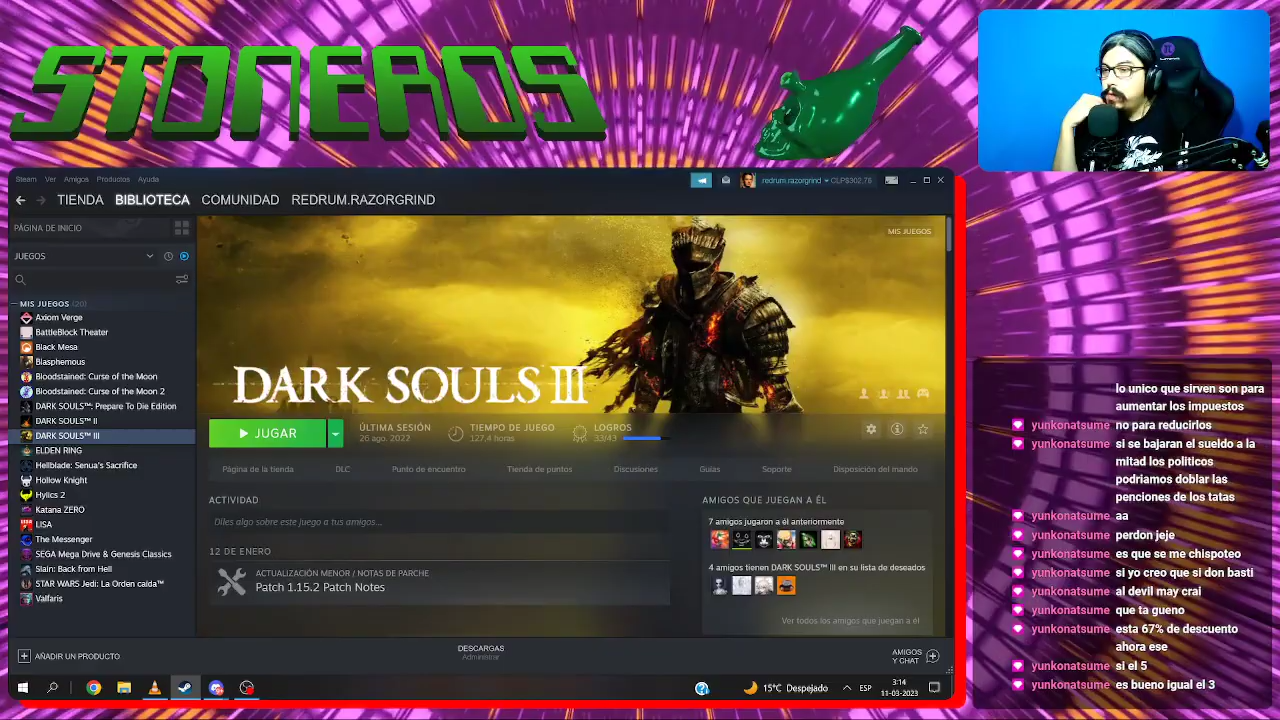 STONEROS
Steam Ver Amigos Productos Ayuda
redrum.razorgrind CLP$302,76
TIENDA BIBLIOTECA COMUNIDAD REDRUM.RAZORGRIND
PÁGINA DE INICIO
MIS JUEGOS
JUEGOS
MIS JUEGOS (20)
Axiom Verge
BattleBlock Theater
Black Mesa
Blasphemous
Bloodstained: Curse of the Moon
Bloodstained: Curse of the Moon 2
DARK SOULS™: Prepare To Die Edition
DARK SOULS™ II
DARK SOULS™ III
ELDEN RING
Hellblade: Senua's Sacrifice
Hollow Knight
Hylics 2
Katana ZERO
LISA
The Messenger
SEGA Mega Drive & Genesis Classics
Slain: Back from Hell
STAR WARS Jedi: La Orden caída™
Valfaris
DARK SOULS III
JUGAR
ÚLTIMA SESIÓN
26 ago. 2022
TIEMPO DE JUEGO
127,4 horas
LOGROS
33/43
Página de la tienda DLC Punto de encuentro Tienda de puntos Discusiones Guías Soporte Disposición del mando
ACTIVIDAD
Diles algo sobre este juego a tus amigos...
12 DE ENERO
ACTUALIZACIÓN MENOR / NOTAS DE PARCHE
Patch 1.15.2 Patch Notes
AMIGOS QUE JUEGAN A ÉL
7 amigos jugaron a él anteriormente
4 amigos tienen DARK SOULS™ III en su lista de deseados
Ver todos los amigos que juegan a él
AÑADIR UN PRODUCTO
DESCARGAS
Administrar
AMIGOS
Y CHAT
15°C Despejado
ESP
3:14
11-03-2023
lo unico que sirven son para
aumentar los impuestos
yunkonatsume no para reducirlos
yunkonatsume si se bajaran el sueldo a la
mitad los politicos
podriamos doblar las
penciones de los tatas
yunkonatsume aa
yunkonatsume perdon jeje
yunkonatsume es que se me chispoteo
yunkonatsume si yo creo que si don basti
yunkonatsume al devil may crai
yunkonatsume que ta gueno
yunkonatsume esta 67% de descuento
ahora ese
yunkonatsume si el 5
yunkonatsume es bueno igual el 3